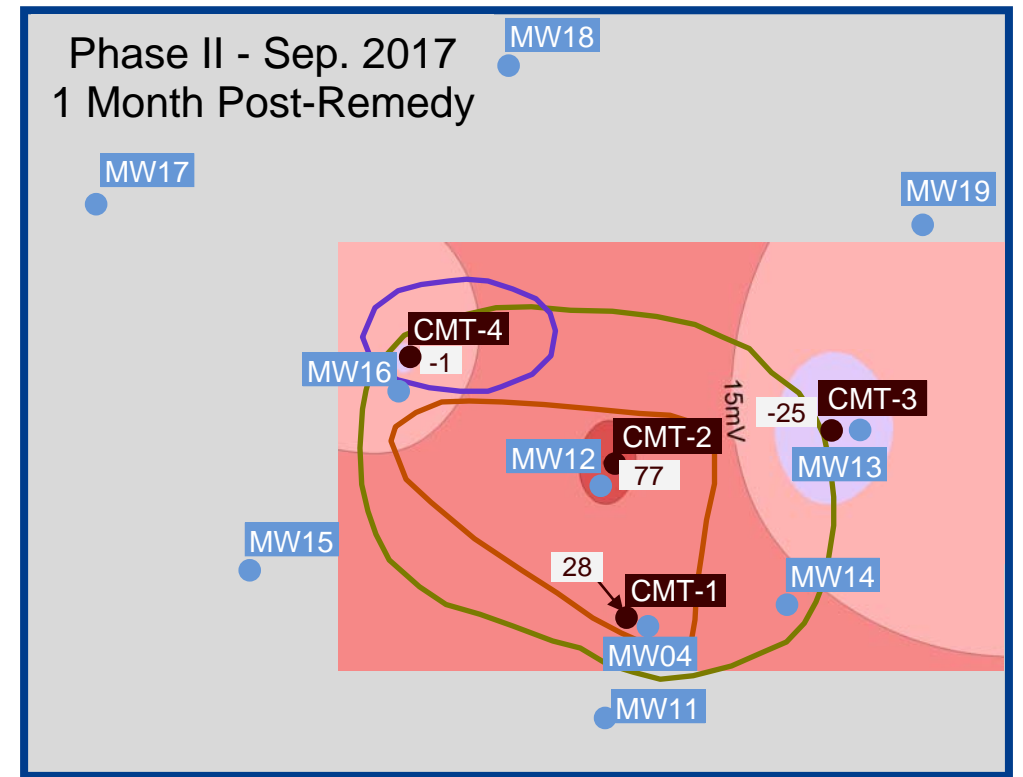 Phase II - Sep. 2017
1 Month Post-Remedy
MW18
MW17
MW19
CMT-4
-1
MW16
15mV
-25
CMT-3
MW13
CMT-2
MW12
77
MW15
28
CMT-1
MW14
MW04
MW11